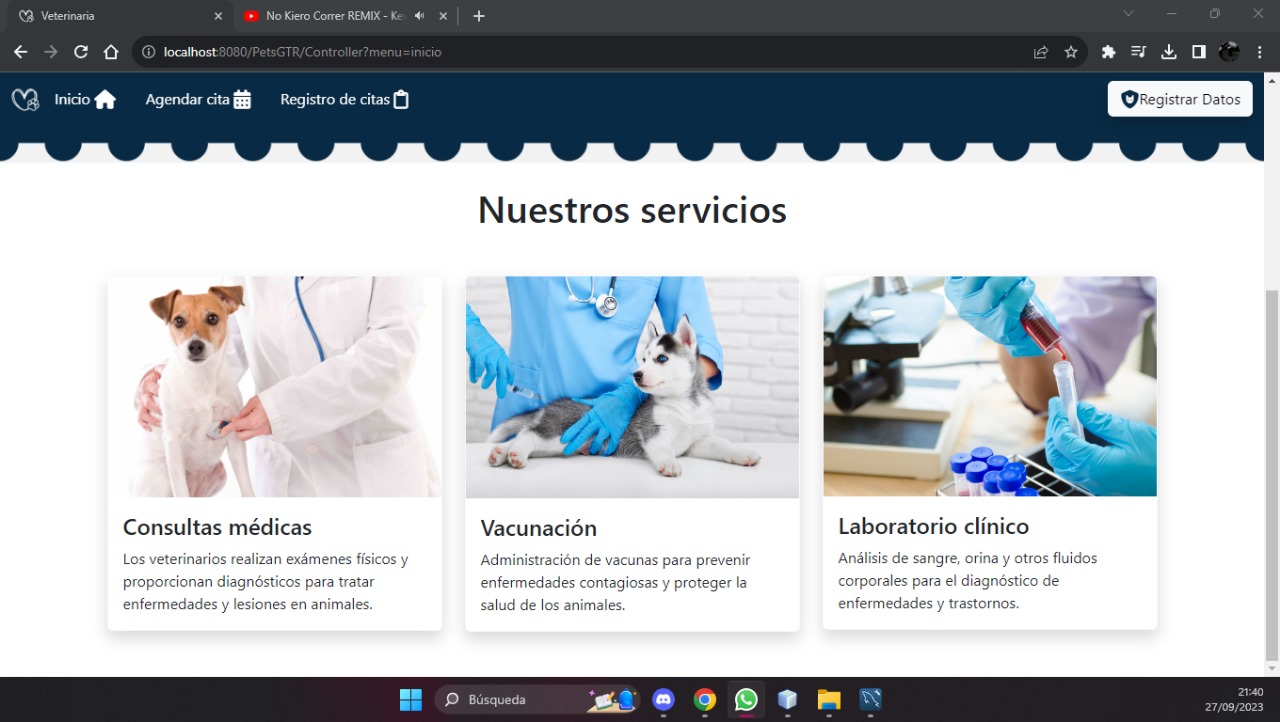 Veterinaria
No Kiero Correr REMIX - Ke
localhost:8080/PetsGTR/Controller?menu=inicio
Inicio
Agendar cita
Registro de citas
Registrar Datos
Nuestros servicios
Consultas médicas
Los veterinarios realizan exámenes físicos y
proporcionan diagnósticos para tratar
enfermedades y lesiones en animales.
Vacunación
Administración de vacunas para prevenir
enfermedades contagiosas y proteger la
salud de los animales.
Laboratorio clínico
Análisis de sangre, orina y otros fluidos
corporales para el diagnóstico de
enfermedades y trastornos.
Búsqueda
21:40
27/09/2023